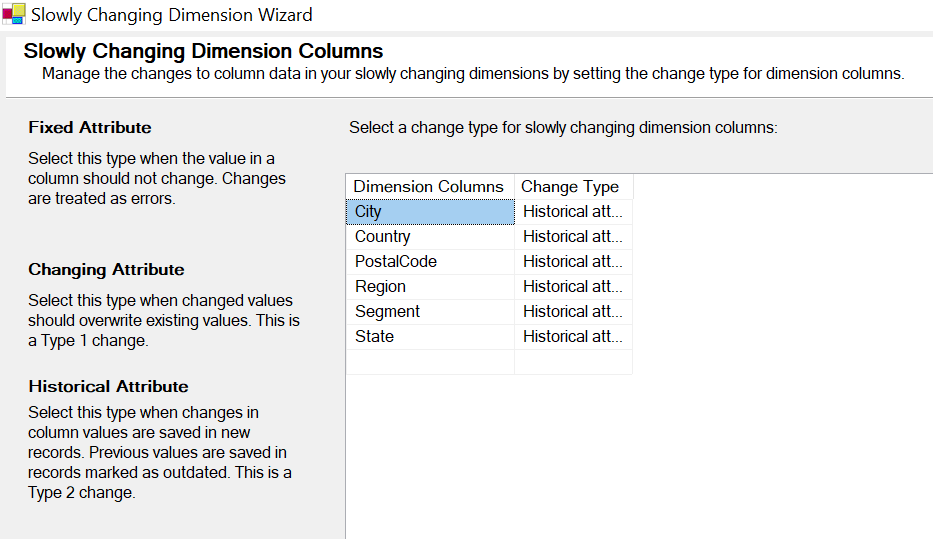 Slowly Changing Dimension Wizard
Slowly Changing Dimension Columns
Manage the changes to column data in your slowly changing dimensions by setting the change type for dimension columns.
Fixed Attribute
Select this type when the value in a
column should not change. Changes
are treated as errors.
Changing Attribute
Select this type when changed values
should overwrite existing values. This is
a Type 1 change.
Historical Attribute
Select this type when changes in
column values are saved in new
records. Previous values are saved in
records marked as outdated. This is a
Type 2 change.
Select a change type for slowly changing dimension columns:
Dimension Columns Change Type
City Historical att...
Country Historical att...
PostalCode Historical att...
Region Historical att...
Segment Historical att...
State Historical att...